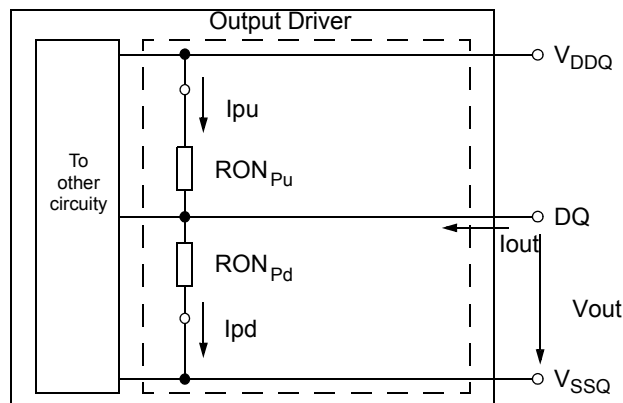 Output Driver
VDDQ
Ipu
To
other
circuity
RONPu
DQ
Iout
RONPd
Vout
Ipd
VSSQ